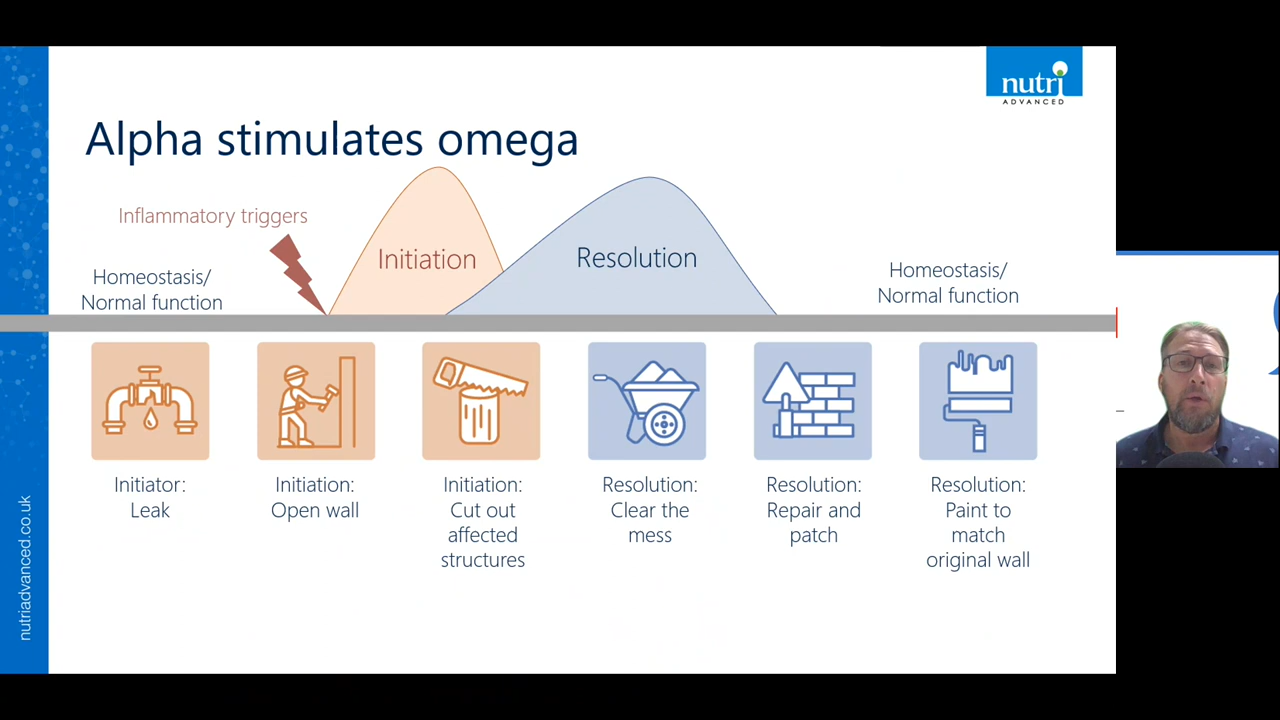 nutri
ADVANCED
Alpha stimulates omega
Inflammatory triggers
Initiation
Resolution
Homeostasis/
Normal function
Homeostasis/
Normal function
Initiator:
Leak
Initiation:
Open wall
Initiation:
Cut out
affected
structures
Resolution:
Clear the
mess
Resolution:
Repair and
patch
Resolution:
Paint to
match
original wall
nutriadvanced.co.uk